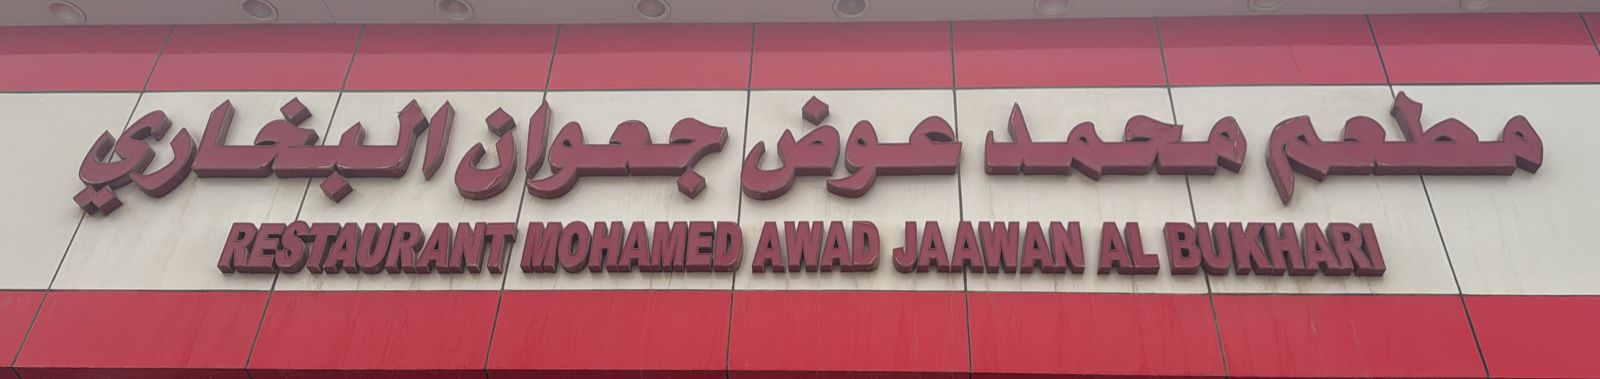 مطعم محمد عوض جعوان البخاري
RESTAURANT MOHAMED AWAD JAAWAN AL BUKHARI